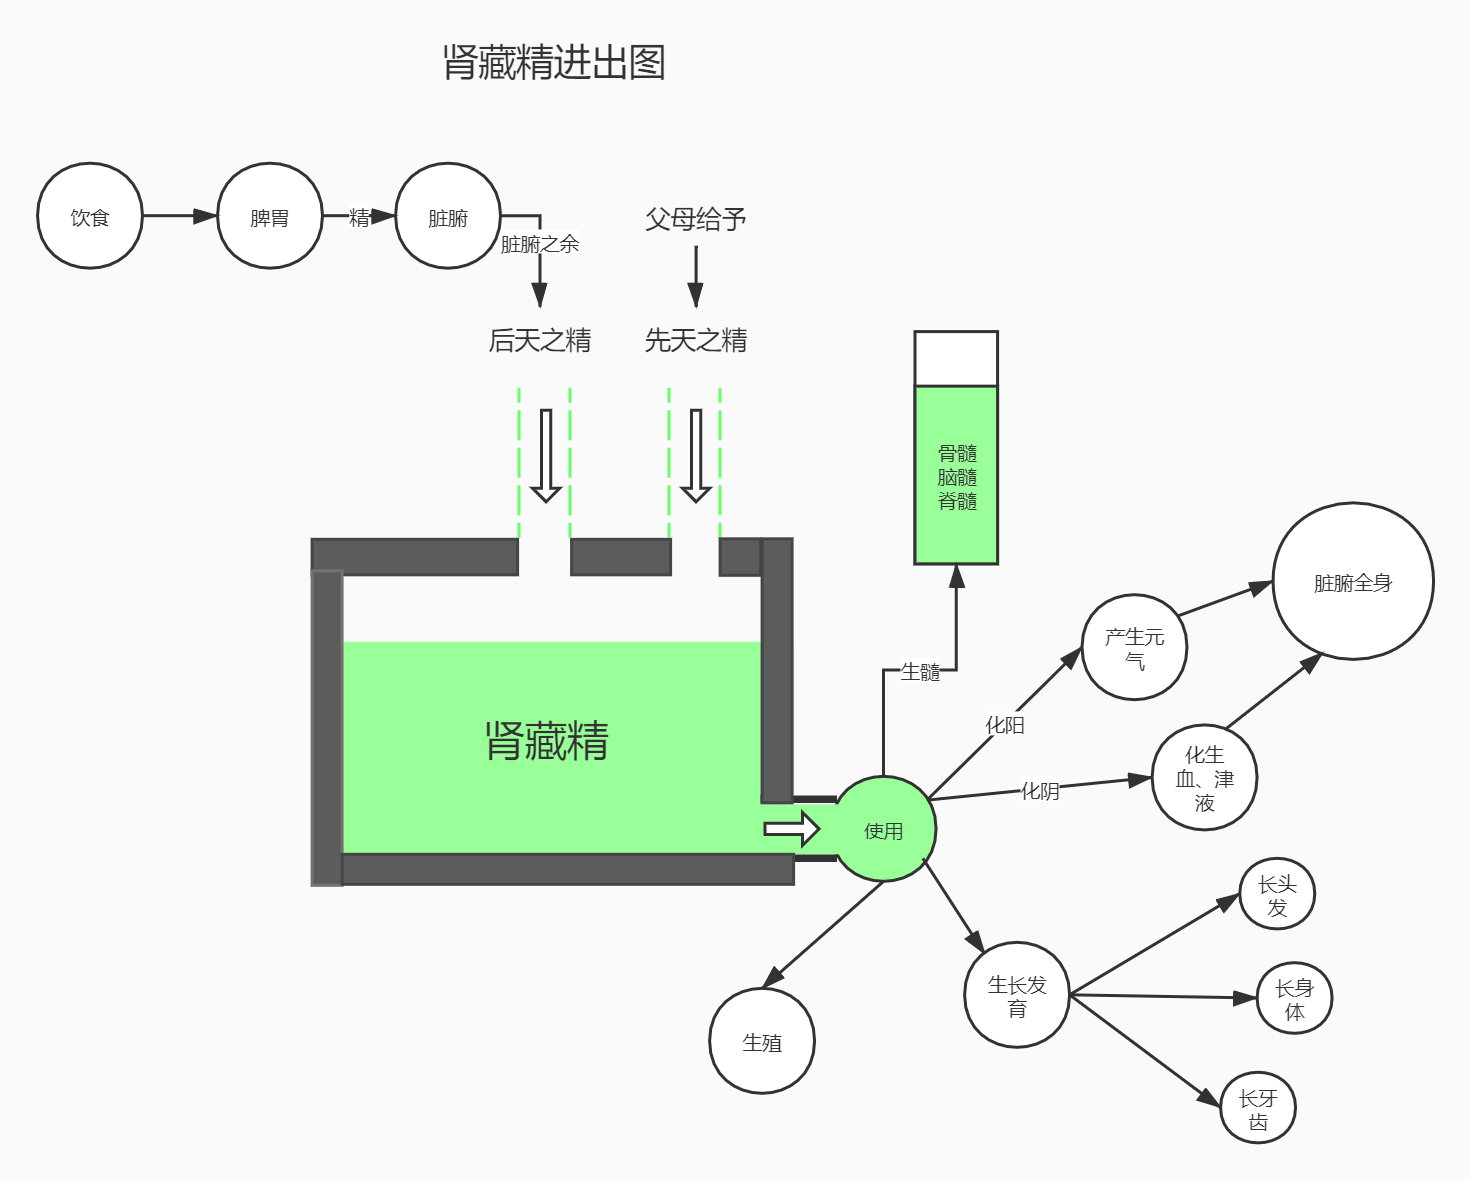 肾藏精进出图
饮食
脾胃
精
脏腑
脏腑之余
父母给予
后天之精
先天之精
骨髓
脑髓
脊髓
脏腑全身
产生元
气
生髓
化阳
肾藏精
化生
血、津
液
化阴
使用
长头
发
生长发
育
长身
体
生殖
长牙
齿